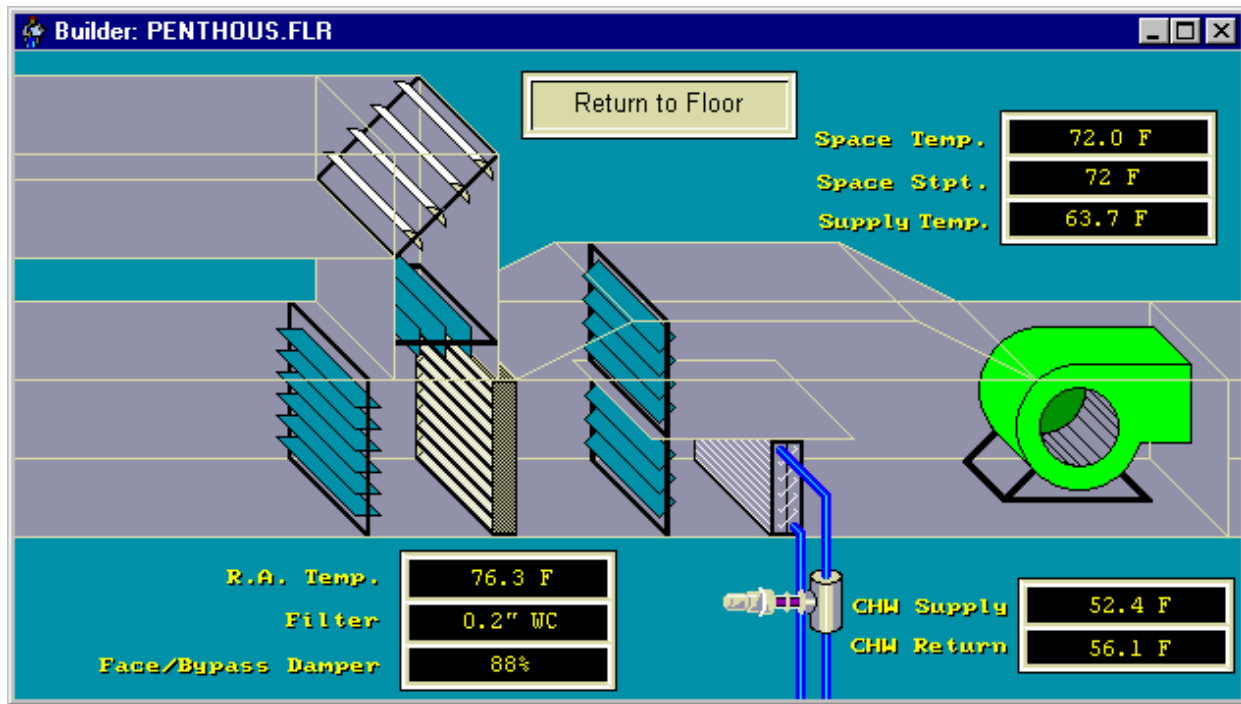 Builder: PENTHOUS.FLR
Return to Floor
Space Temp. 72.0 F
Space Stpt. 72 F
Supply Temp. 63.7 F
R.A. Temp. 76.3 F
Filter 0.2" WC
Face/Bypass Damper 88%
CHW Supply 52.4 F
CHW Return 56.1 F